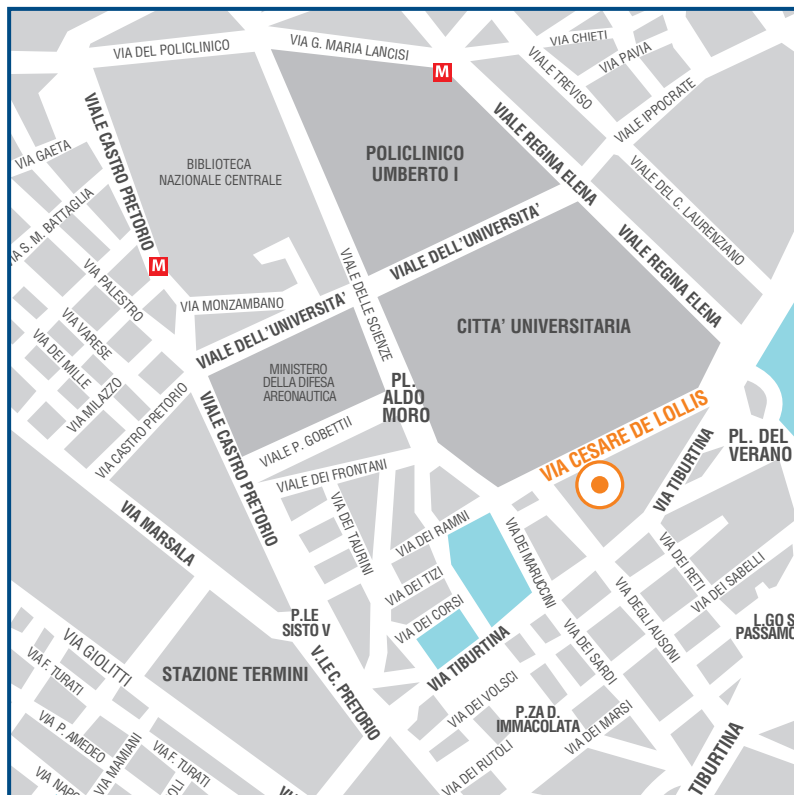 VIA DEL POLICLINICO
VIA G. MARIA LANCISI
VIA CHIETI
VIA PAVIA
VIALE TREVISO
VIALE IPPOCRATE
M
VIALE CASTRO PRETORIO
VIA GAETA
BIBLIOTECA
NAZIONALE CENTRALE
POLICLINICO
UMBERTO I
VIALE REGINA ELENA
VIALE DEL C. LAURENZIANO
VIA S. M. BATTAGLIA
M
VIA PALESTRO
VIA MONZAMBANO
VIALE DELL'UNIVERSITA'
VIALE DELL'UNIVERSITA'
VIALE DELLE SCIENZE
VIALE REGINA ELENA
CITTA' UNIVERSITARIA
VIA VARESE
VIA DEI MILLE
VIA MILAZZO
VIA CASTRO PRETORIO
MINISTERO
DELLA DIFESA
AREONAUTICA
PL.
ALDO
MORO
VIALE CASTRO PRETORIO
VIALE P. GOBETTI
VIALE DEI FRONTANI
VIA CESARE DE LOLLIS
PL. DEL
VERANO
VIA TIBURTINA
VIA MARSALA
VIA DEI TAURINI
VIA DEI RAMNI
VIA DEI TIZI
VIA DEI CORSI
VIA DEI MARUCCINI
VIA DEI RETI
VIA DEI SABELLI
VIA DEGLI AUSONI
VIA DEI SARDI
P.LE
SISTO V
V.LE C. PRETORIO
VIA TIBURTINA
L.GO S
PASSAMO
VIA GIOLITTI
VIA F. TURATI
STAZIONE TERMINI
VIA DEI VOLSCI
P.ZA D.
IMMACOLATA
VIA DEI MARSI
VIA DEI RUTOLI
VIA P. AMEDEO
VIA MAMIANI
VIA F. TURATI
VIA NAPO
OLI
TIBURTINA